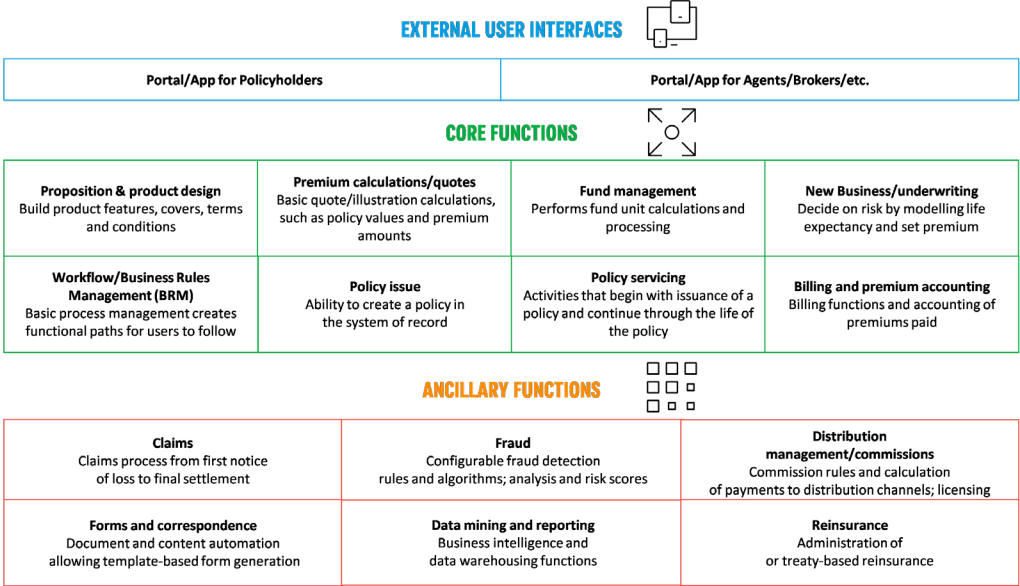 EXTERNAL USER INTERFACES
Portal/App for Policyholders
Portal/App for Agents/Brokers/etc.
CORE FUNCTIONS
Proposition & product design
Build product features, covers, terms
and conditions
Premium calculations/quotes
Basic quote/illustration calculations,
such as policy values and premium
amounts
Fund management
Performs fund unit calculations and
processing
New Business/underwriting
Decide on risk by modelling life
expectancy and set premium
Workflow/Business Rules
Management (BRM)
Basic process management creates
functional paths for users to follow
Policy issue
Ability to create a policy in
the system of record
Policy servicing
Activities that begin with issuance of a
policy and continue through the life of
the policy
Billing and premium accounting
Billing functions and accounting of
premiums paid
ANCILLARY FUNCTIONS
Claims
Claims process from first notice
of loss to final settlement
Fraud
Configurable fraud detection
rules and algorithms; analysis and risk scores
Distribution
management/commissions
Commission rules and calculation
of payments to distribution channels; licensing
Forms and correspondence
Document and content automation
allowing template-based form generation
Data mining and reporting
Business intelligence and
data warehousing functions
Reinsurance
Administration of
or treaty-based reinsurance